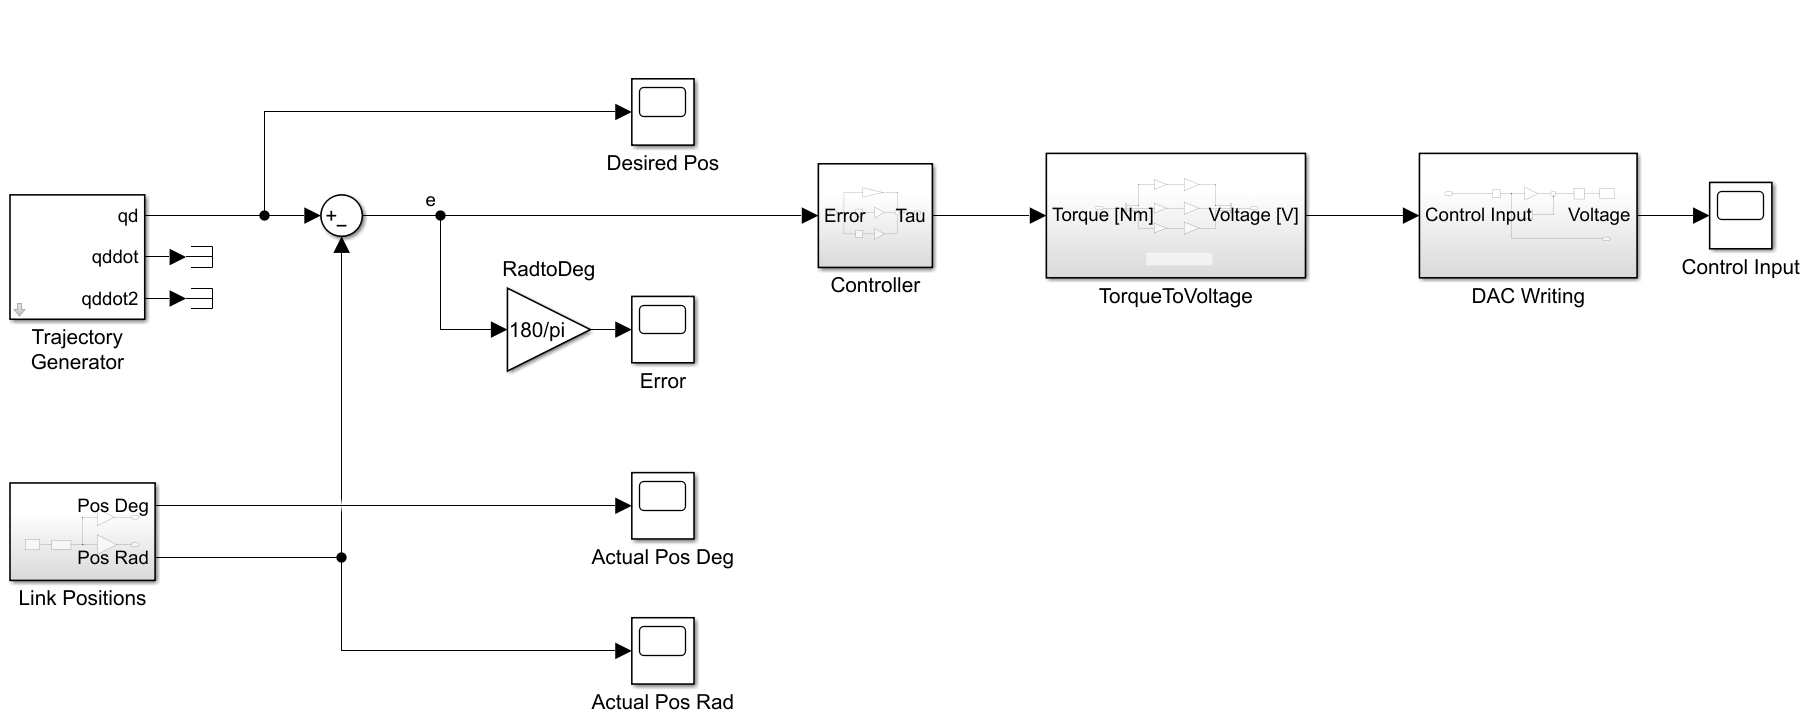 Desired Pos
qd
qddot
qddot2
Trajectory
Generator
+
−
e
RadtoDeg
180/pi
Error
Error
Tau
Controller
Torque [Nm]
Voltage [V]
TorqueToVoltage
Control Input
Voltage
DAC Writing
Control Input
Pos Deg
Pos Rad
Link Positions
Actual Pos Deg
Actual Pos Rad